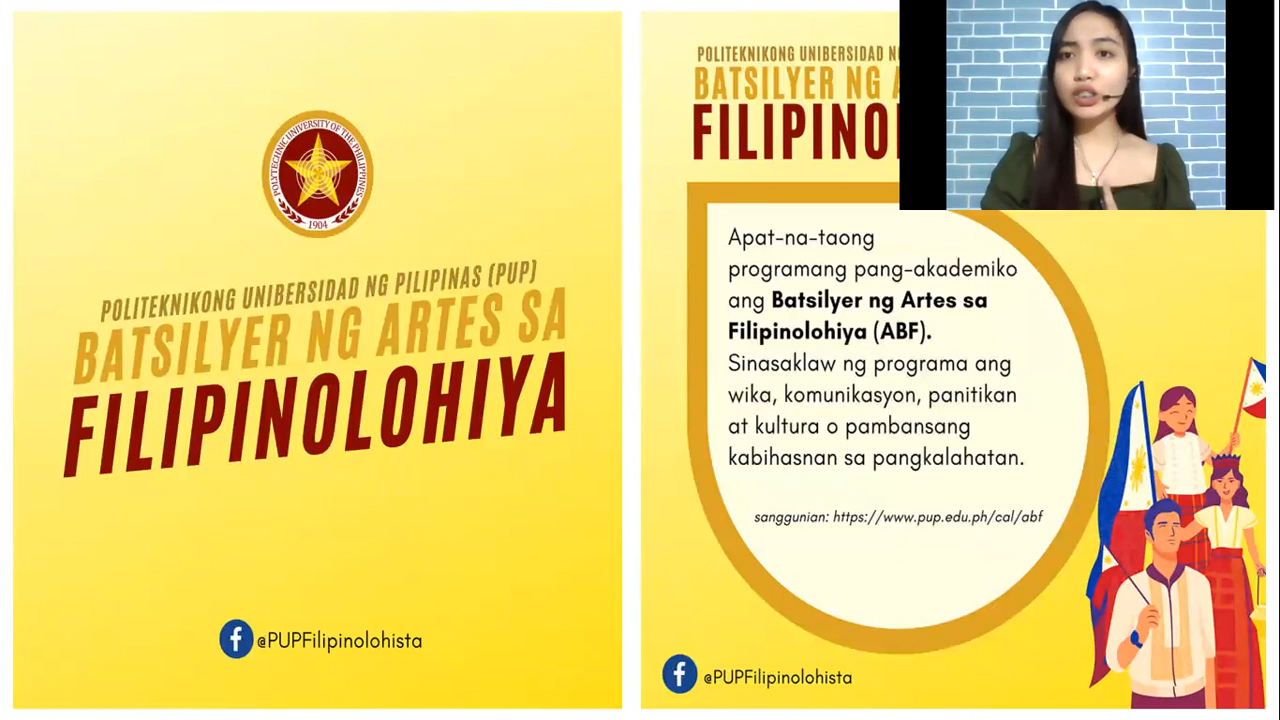 POLYTECHNIC UNIVERSITY OF THE PHILIPPINES
1904
POLITEKNIKONG UNIBERSIDAD NG PILIPINAS (PUP)
BATSILYER NG ARTES SA
FILIPINOLOHIYA
@PUPFilipinolohista
POLITEKNIKONG UNIBERSIDAD
BATSILYER NG
Apat-na-taong
programang pang-akademiko
ang Batsilyer ng Artes sa
Filipinolohiya (ABF).
Sinasaklaw ng programa ang
wika, komunikasyon, panitikan
at kultura o pambansang
kabihasnan sa pangkalahatan.
sanggunian: https://www.pup.edu.ph/cal/abf
@PUPFilipinolohista